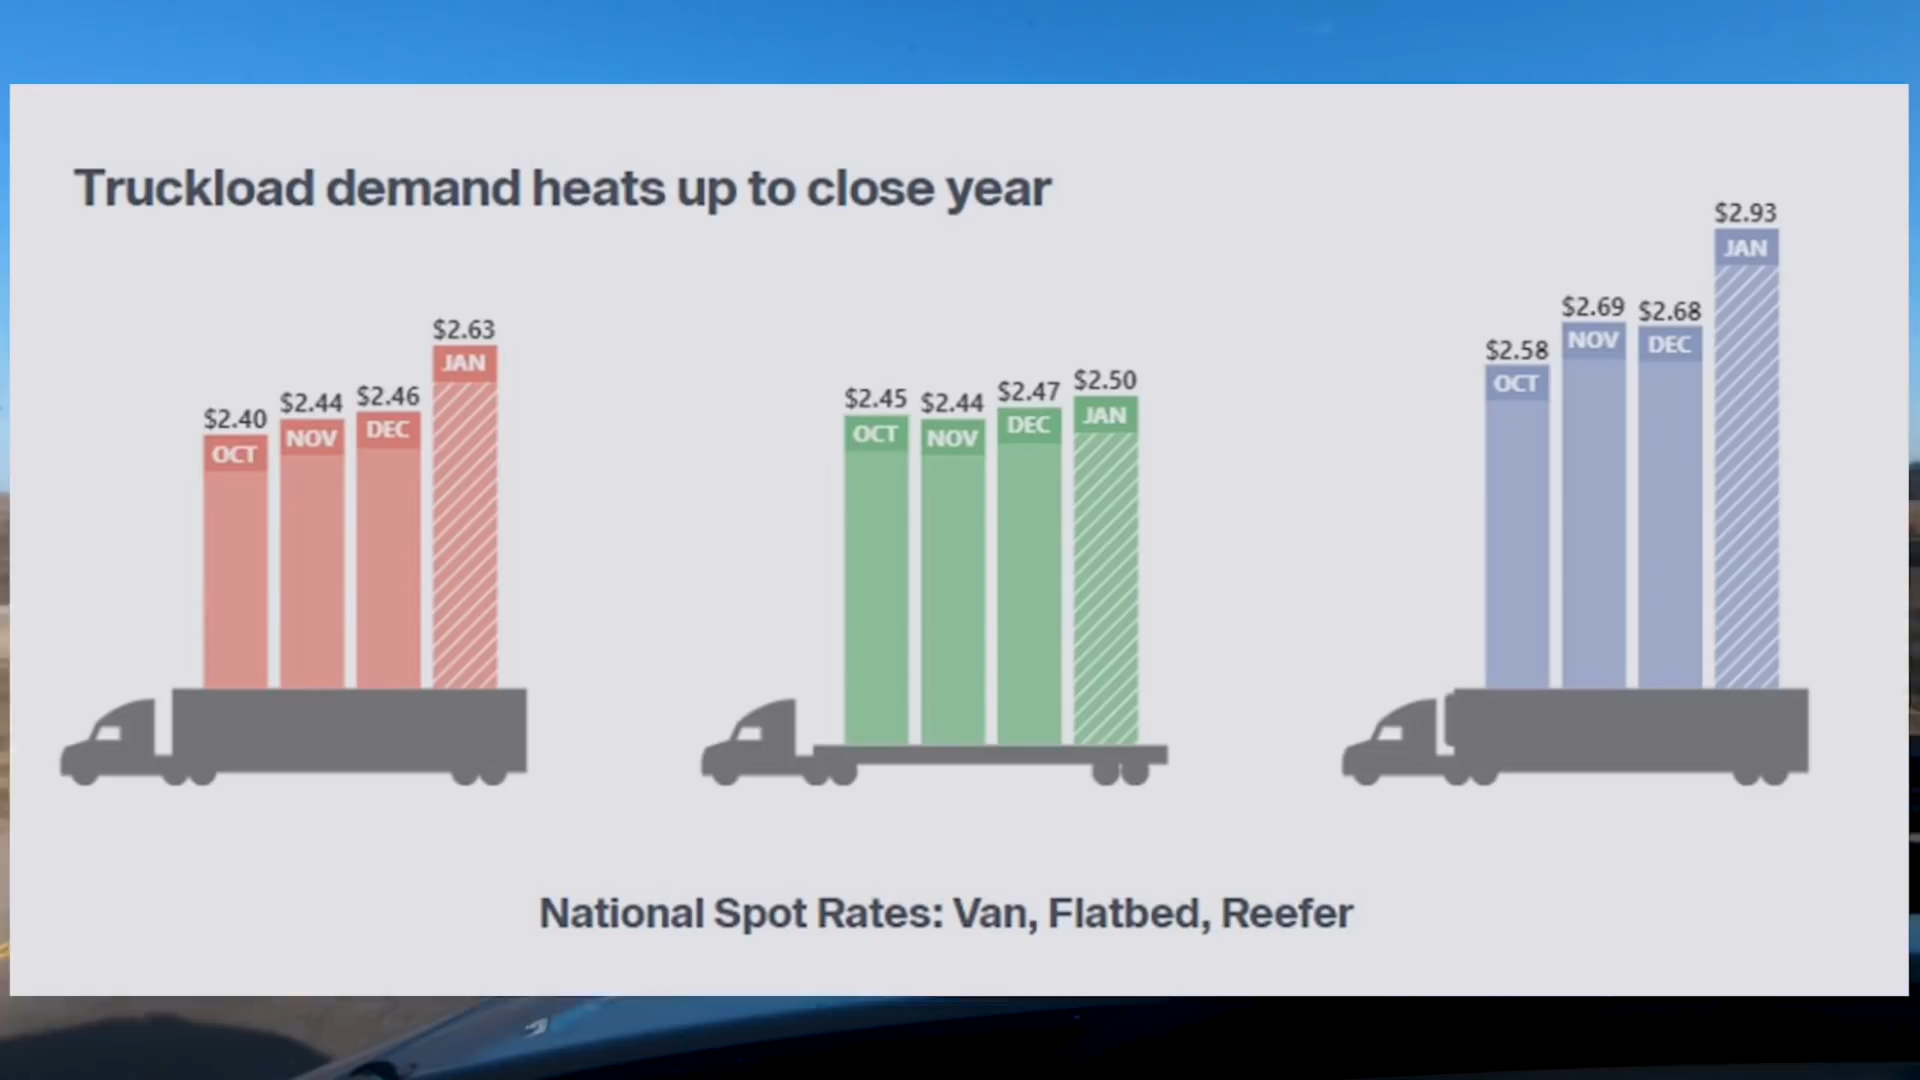 Truckload demand heats up to close year
$2.40
OCT
$2.44
NOV
$2.46
DEC
$2.63
JAN
$2.45
OCT
$2.44
NOV
$2.47
DEC
$2.50
JAN
$2.58
OCT
$2.69
NOV
$2.68
DEC
$2.93
JAN
National Spot Rates: Van, Flatbed, Reefer